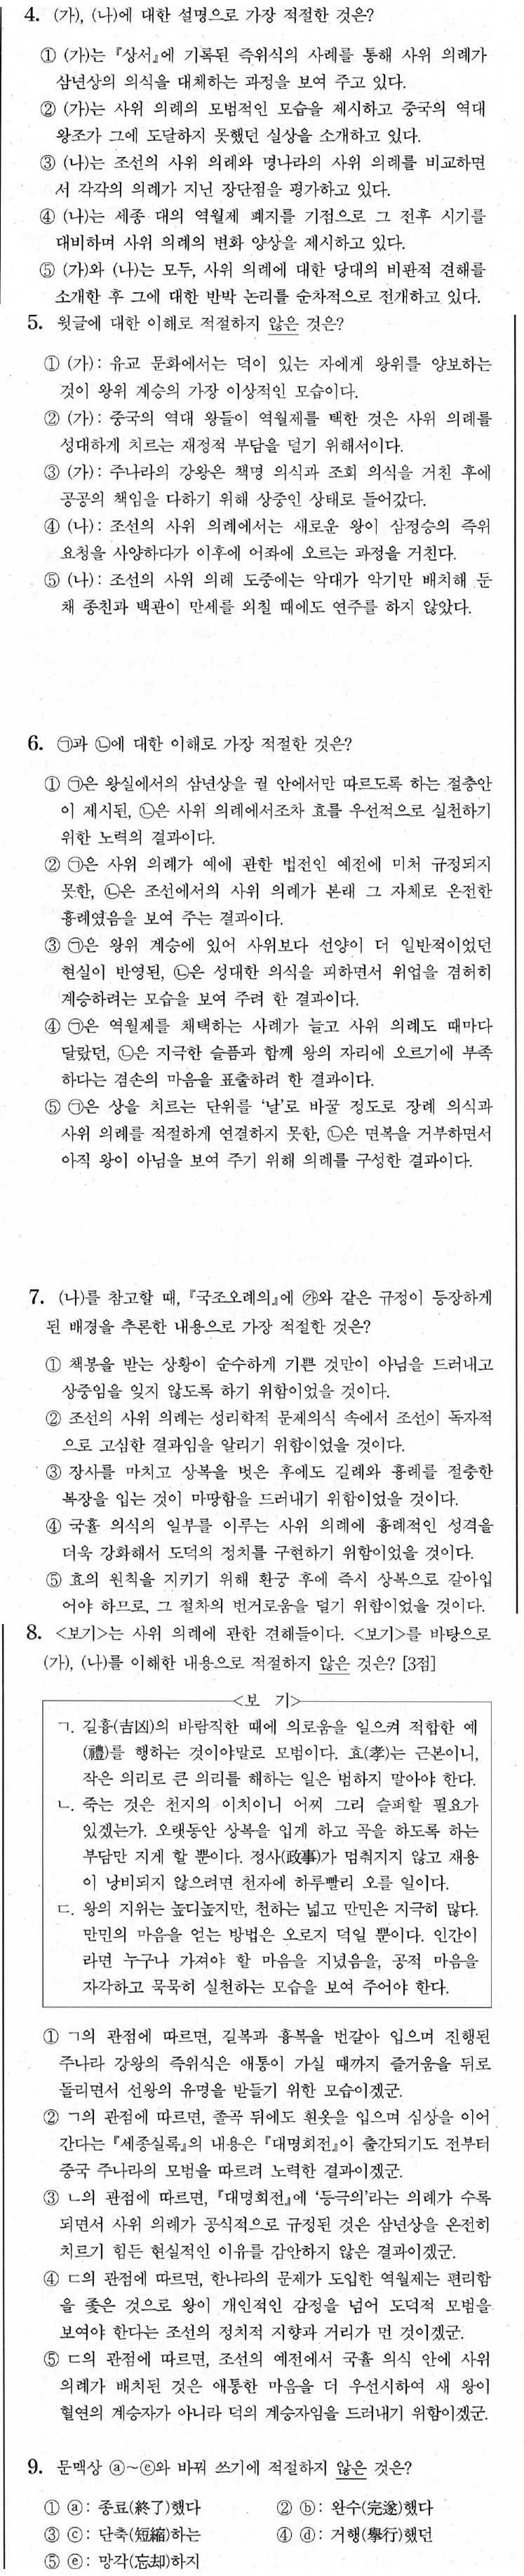 4. (가), (나)에 대한 설명으로 가장 적절한 것은?
① (가)는 『상서』에 기록된 즉위식의 사례를 통해 사위 의례가
삼년상의 의식을 대체하는 과정을 보여 주고 있다.
② (가)는 사위 의례의 모범적인 모습을 제시하고 중국의 역대
왕조가 그에 도달하지 못했던 실상을 소개하고 있다.
③ (나)는 조선의 사위 의례와 명나라의 사위 의례를 비교하면
서 각각의 의례가 지닌 장단점을 평가하고 있다.
④ (나)는 세종 대의 역월제 폐지를 기점으로 그 전후 시기를
대비하며 사위 의례의 변화 양상을 제시하고 있다.
⑤ (가)와 (나)는 모두, 사위 의례에 대한 당대의 비판적 견해를
소개한 후 그에 대한 반박 논리를 순차적으로 전개하고 있다.
5. 윗글에 대한 이해로 적절하지 않은 것은?
① (가): 유교 문화에서는 덕이 있는 자에게 왕위를 양보하는
것이 왕위 계승의 가장 이상적인 모습이다.
② (가): 중국의 역대 왕들이 역월제를 택한 것은 사위 의례를
성대하게 치르는 재정적 부담을 덜기 위해서이다.
③ (가): 주나라의 강왕은 책명 의식과 조회 의식을 거친 후에
공공의 책임을 다하기 위해 상중인 상태로 들어갔다.
④ (나): 조선의 사위 의례에서는 새로운 왕이 삼정승의 즉위
요청을 사양하다가 이후에 어좌에 오르는 과정을 거친다.
⑤ (나): 조선의 사위 의례 도중에는 악대가 악기만 배치해 둔
채 종친과 백관이 만세를 외칠 때에도 연주를 하지 않았다.
6. ㉠과 ㉡에 대한 이해로 가장 적절한 것은?
① ㉠은 왕실에서의 삼년상을 궐 안에서만 따르도록 하는 절충안
이 제시된, ㉡은 사위 의례에서조차 효를 우선적으로 실천하기
위한 노력의 결과이다.
② ㉠은 사위 의례가 예에 관한 법전인 예전에 미처 규정되지
못한, ㉡은 조선에서의 사위 의례가 본래 그 자체로 온전한
흉례였음을 보여 주는 결과이다.
③ ㉠은 왕위 계승에 있어 사위보다 선양이 더 일반적이었던
현실이 반영된, ㉡은 성대한 의식을 피하면서 위업을 겸허히
계승하려는 모습을 보여 주려 한 결과이다.
④ ㉠은 역월제를 채택하는 사례가 늘고 사위 의례도 때마다
달랐던, ㉡은 지극한 슬픔과 함께 왕의 자리에 오르기에 부족
하다는 겸손의 마음을 표출하려 한 결과이다.
⑤ ㉠은 상을 치르는 단위를 ‘날’로 바꿀 정도로 장례 의식과
사위 의례를 적절하게 연결하지 못한, ㉡은 면복을 거부하면서
아직 왕이 아님을 보여 주기 위해 의례를 구성한 결과이다.
7. (나)를 참고할 때, 『국조오례의』에 ㉮와 같은 규정이 등장하게
된 배경을 추론한 내용으로 가장 적절한 것은?
① 책봉을 받는 상황이 순수하게 기쁜 것만이 아님을 드러내고
상중임을 잊지 않도록 하기 위함이었을 것이다.
② 조선의 사위 의례는 성리학적 문제의식 속에서 조선이 독자적
으로 고심한 결과임을 알리기 위함이었을 것이다.
③ 장사를 마치고 상복을 벗은 후에도 길례와 흉례를 절충한
복장을 입는 것이 마땅함을 드러내기 위함이었을 것이다.
④ 국휼 의식의 일부를 이루는 사위 의례에 흉례적인 성격을
더욱 강화해서 도덕의 정치를 구현하기 위함이었을 것이다.
⑤ 효의 원칙을 지키기 위해 환궁 후에 즉시 상복으로 갈아입
어야 하므로, 그 절차의 번거로움을 덜기 위함이었을 것이다.
8. <보기>는 사위 의례에 관한 견해들이다. <보기>를 바탕으로
(가), (나)를 이해한 내용으로 적절하지 않은 것은? [3점]
<보 기>
ㄱ. 길흉(吉凶)의 바람직한 때에 의로움을 일으켜 적합한 예
(禮)를 행하는 것이야말로 모범이다. 효(孝)는 근본이니,
작은 의리로 큰 의리를 해하는 일은 범하지 말아야 한다.
ㄴ. 죽는 것은 천지의 이치이니 어찌 그리 슬퍼할 필요가
있겠는가. 오랫동안 상복을 입게 하고 곡을 하도록 하는
부담만 지게 할 뿐이다. 정사(政事)가 멈춰지지 않고 재용
이 낭비되지 않으려면 천자에 하루빨리 오를 일이다.
ㄷ. 왕의 지위는 높디높지만, 천하는 넓고 만민은 지극히 많다.
만민의 마음을 얻는 방법은 오로지 덕일 뿐이다. 인간이
라면 누구나 가져야 할 마음을 지녔음을, 공적 마음을
자각하고 묵묵히 실천하는 모습을 보여 주어야 한다.
① ㄱ의 관점에 따르면, 길복과 흉복을 번갈아 입으며 진행된
주나라 강왕의 즉위식은 애통이 가실 때까지 즐거움을 뒤로
돌리면서 선왕의 유명을 받들기 위한 모습이겠군.
② ㄱ의 관점에 따르면, 졸곡 뒤에도 흰옷을 입으며 심상을 이어
간다는 『세종실록』의 내용은 『대명회전』이 출간되기도 전부터
중국 주나라의 모범을 따르려 노력한 결과이겠군.
③ ㄴ의 관점에 따르면, 『대명회전』에 ‘등극의’라는 의례가 수록
되면서 사위 의례가 공식적으로 규정된 것은 삼년상을 온전히
치르기 힘든 현실적인 이유를 감안하지 않은 결과이겠군.
④ ㄷ의 관점에 따르면, 한나라의 문제가 도입한 역월제는 편리함
을 좇은 것으로 왕이 개인적인 감정을 넘어 도덕적 모범을
보여야 한다는 조선의 정치적 지향과 거리가 먼 것이겠군.
⑤ ㄷ의 관점에 따르면, 조선의 예전에서 국휼 의식 안에 사위
의례가 배치된 것은 애통한 마음을 더 우선시하여 새 왕이
혈연의 계승자가 아니라 덕의 계승자임을 드러내기 위함이겠군.
9. 문맥상 ⓐ~ⓔ와 바꿔 쓰기에 적절하지 않은 것은?
① ⓐ: 종료(終了)했다 ② ⓑ: 완수(完遂)했다
③ ⓒ: 단축(短縮)하는 ④ ⓓ: 거행(擧行)했던
⑤ ⓔ: 망각(忘却)하지